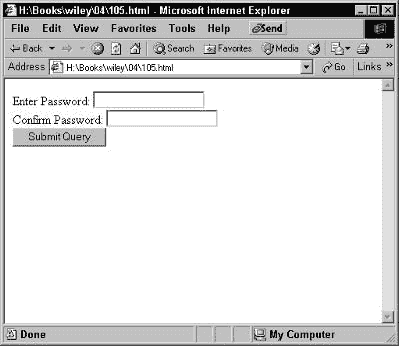 H:\Books\wiley\04\105.html - Microsoft Internet Explorer
File Edit View Favorites Tools Help Send
Back Search Favorites Media »
Address H:\Books\wiley\04\105.html Go Links »
Enter Password:
Confirm Password:
Submit Query
Done My Computer